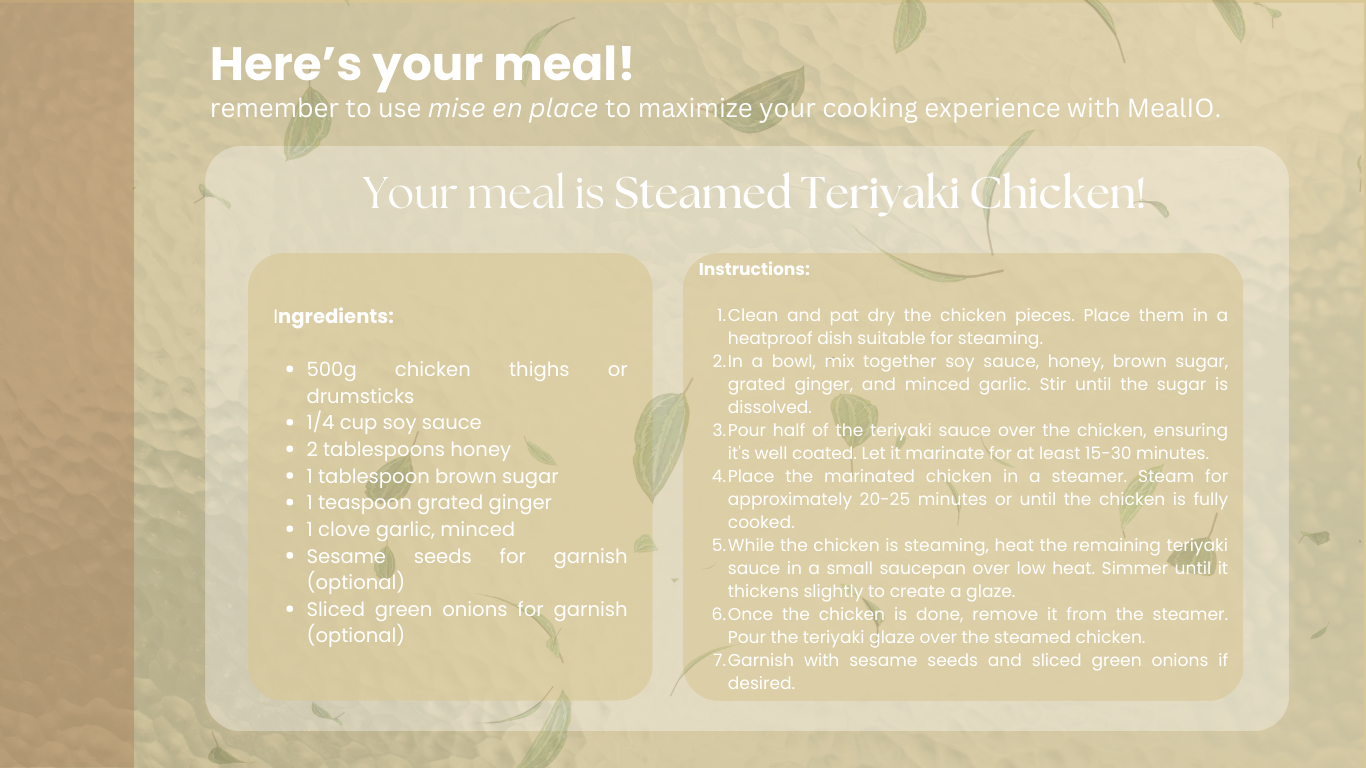 Here’s your meal!
remember to use mise en place to maximize your cooking experience with MealIO.
Your meal is Steamed Teriyaki Chicken!
Ingredients:
• 500g chicken thighs or
drumsticks
• 1/4 cup soy sauce
• 2 tablespoons honey
• 1 tablespoon brown sugar
• 1 teaspoon grated ginger
• 1 clove garlic, minced
• Sesame seeds for garnish
(optional)
• Sliced green onions for garnish
(optional)
Instructions:
1. Clean and pat dry the chicken pieces. Place them in a
heatproof dish suitable for steaming.
2. In a bowl, mix together soy sauce, honey, brown sugar,
grated ginger, and minced garlic. Stir until the sugar is
dissolved.
3. Pour half of the teriyaki sauce over the chicken, ensuring
it's well coated. Let it marinate for at least 15-30 minutes.
4. Place the marinated chicken in a steamer. Steam for
approximately 20-25 minutes or until the chicken is fully
cooked.
5. While the chicken is steaming, heat the remaining teriyaki
sauce in a small saucepan over low heat. Simmer until it
thickens slightly to create a glaze.
6. Once the chicken is done, remove it from the steamer.
Pour the teriyaki glaze over the steamed chicken.
7. Garnish with sesame seeds and sliced green onions if
desired.